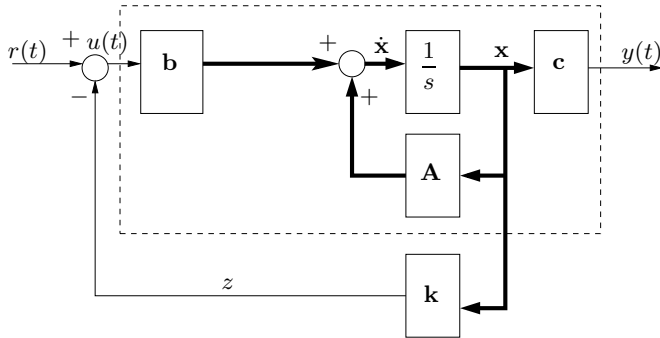 r(t)
+
u(t)
−
b
+
+
ẋ
1/s
x
c
y(t)
A
z
k